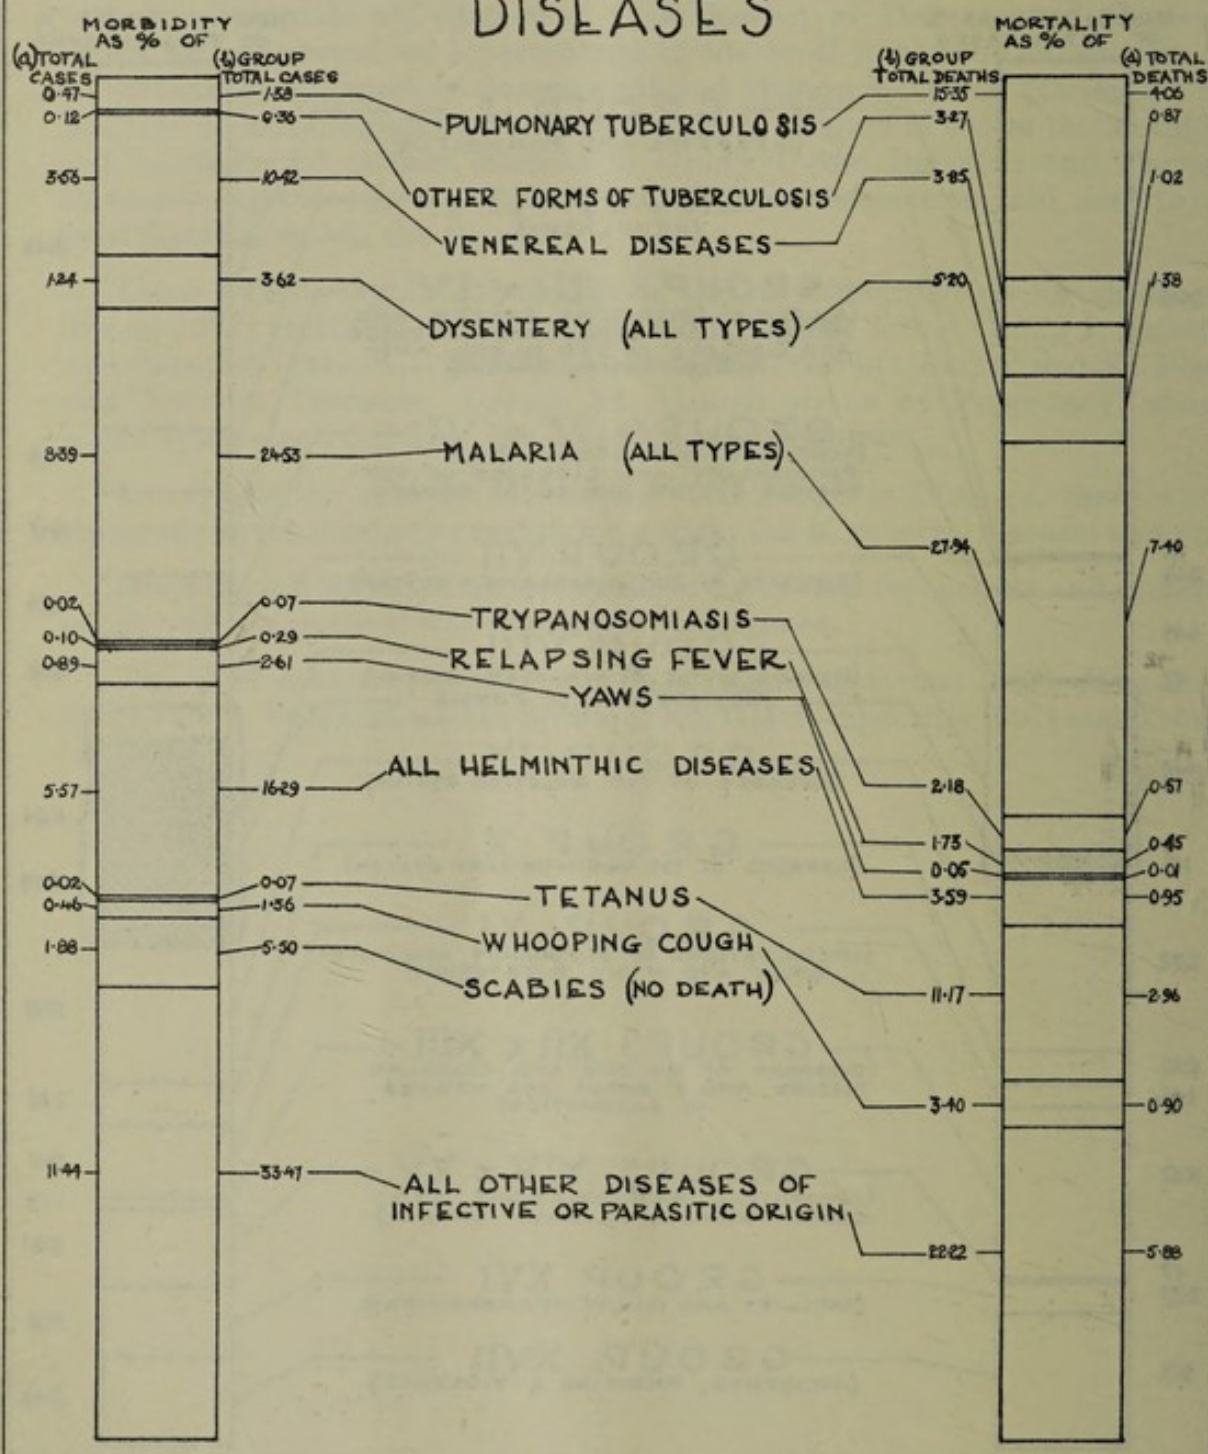 DISEASES
MORBIDITY
AS % OF
(a) TOTAL
CASES
(b) GROUP
TOTAL CASES
MORTALITY
AS % OF
(b) GROUP
TOTAL DEATHS
(a) TOTAL
DEATHS
0·47 1·38 PULMONARY TUBERCULOSIS 15·35 4·06
0·12 0·36 OTHER FORMS OF TUBERCULOSIS 3·27 0·87
10·42 VENEREAL DISEASES 3·85 1·02
1·24 3·62 DYSENTERY (ALL TYPES) 5·20 1·38
8·39 24·53 MALARIA (ALL TYPES) 27·94 7·40
0·02 0·07 TRYPANOSOMIASIS 2·18 0·57
0·10 0·29 RELAPSING FEVER 1·73 0·45
0·89 2·61 YAWS 0·01
5·57 16·29 ALL HELMINTHIC DISEASES 3·59 0·95
0·02 0·07 TETANUS 11·17 2·96
0·46 WHOOPING COUGH 3·40 0·90
1·88 5·50 SCABIES (NO DEATH)
11·44 33·47 ALL OTHER DISEASES OF
INFECTIVE OR PARASITIC ORIGIN 22·22 5·88